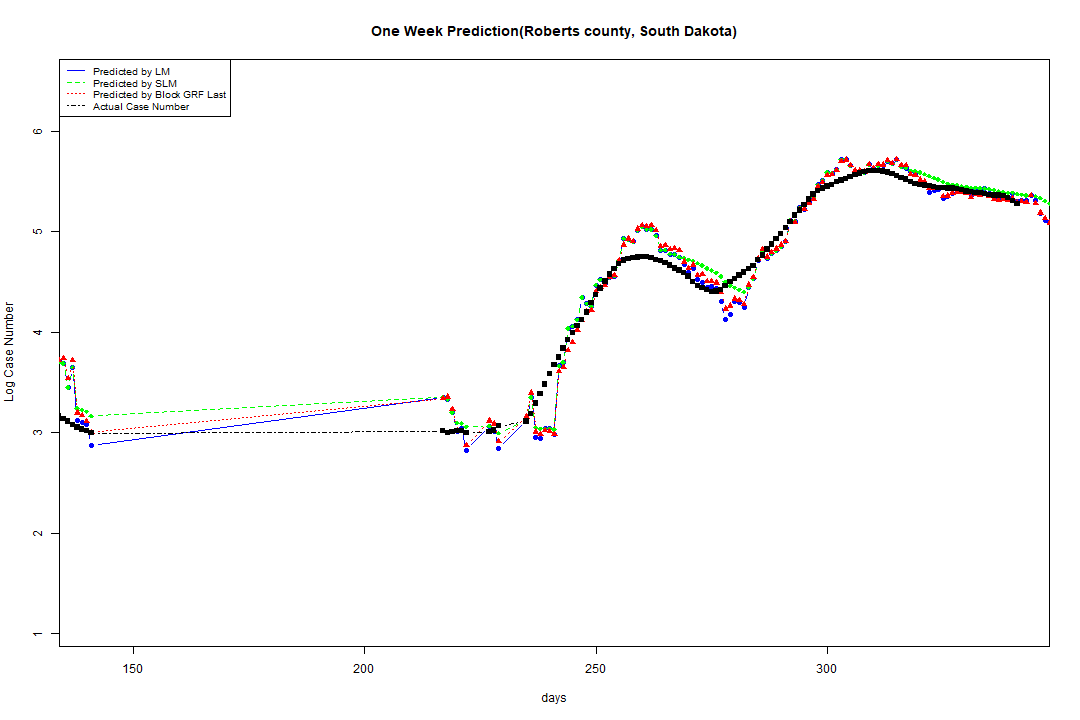 One Week Prediction(Roberts county, South Dakota)
Predicted by LM
Predicted by SLM
Predicted by Block GRF Last
Actual Case Number
6
5
4
3
2
1
Log Case Number
150 200 250 300
days